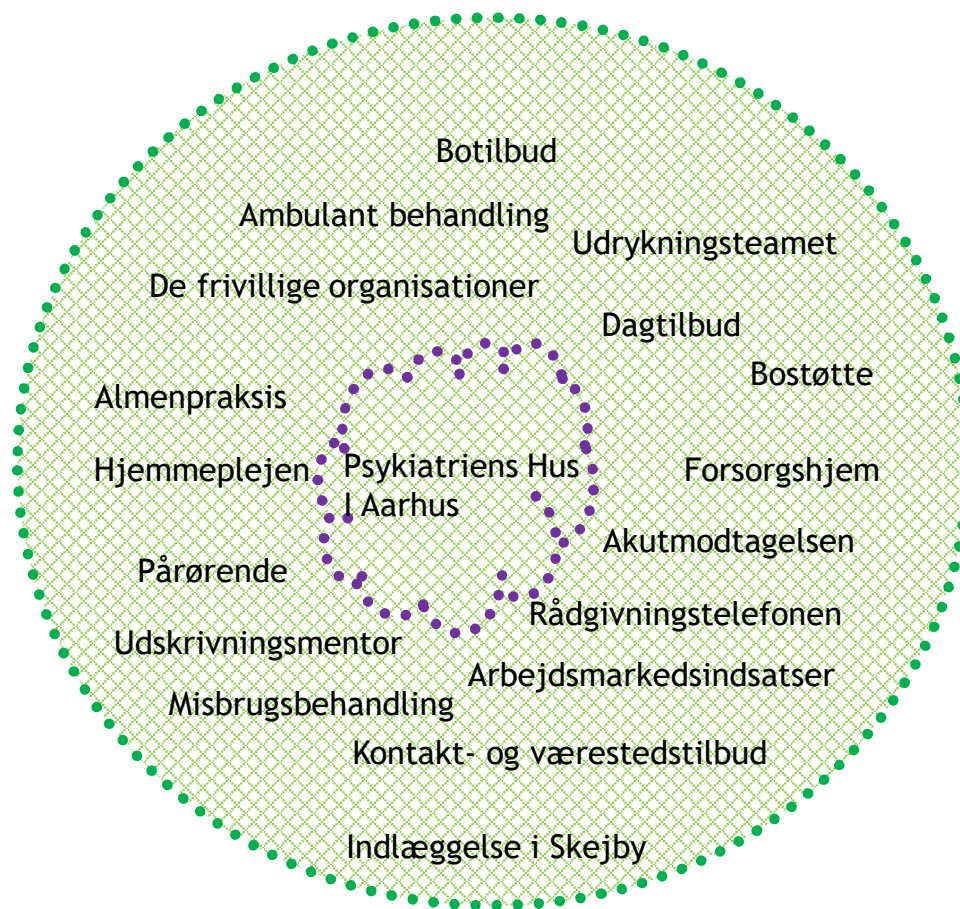 Botilbud
Ambulant behandling
Udrykningsteamet
De frivillige organisationer
Dagtilbud
Bostøtte
Almenpraksis
Hjemmeplejen
Psykiatriens Hus
I Aarhus
Forsorgshjem
Akutmodtagelsen
Pårørende
Rådgivningstelefonen
Udskrivningsmentor
Arbejdsmarkedsindsatser
Misbrugsbehandling
Kontakt- og værestedstilbud
Indlæggelse i Skejby